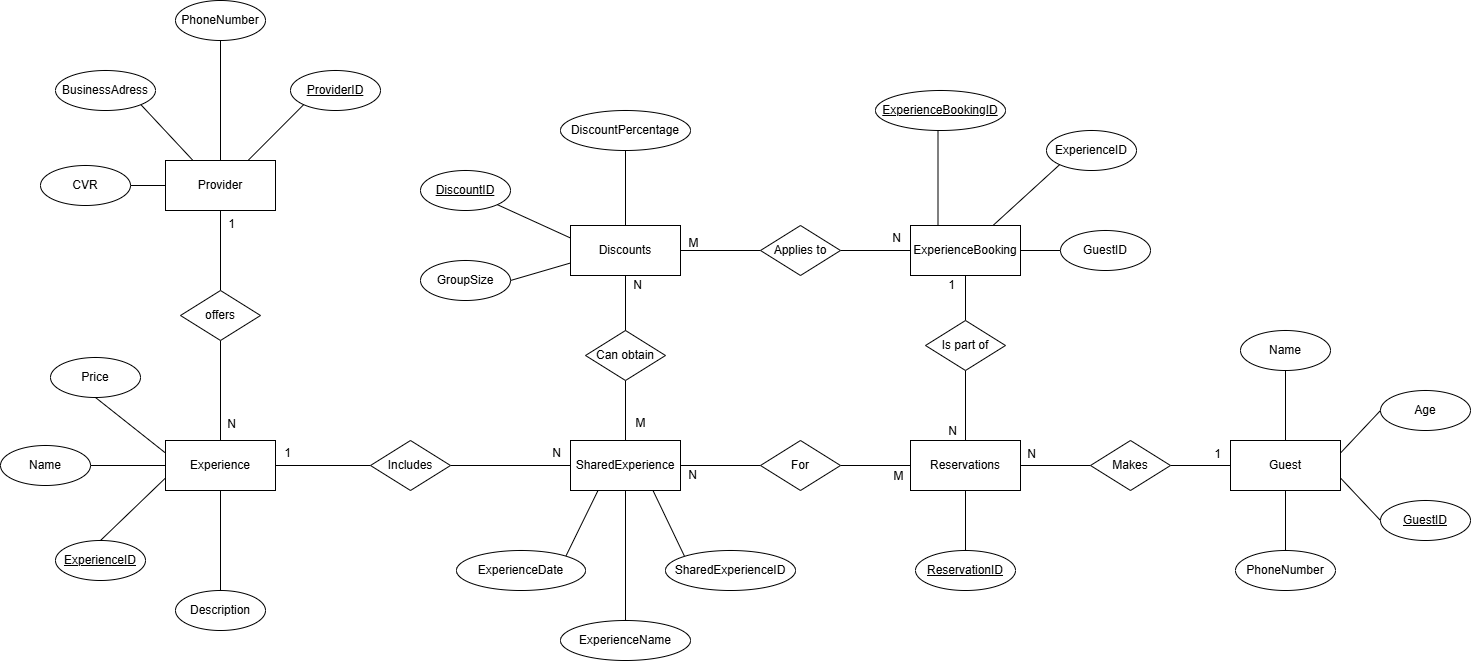 PhoneNumber
BusinessAdress
ProviderID
CVR
Provider
1
offers
N
Price
Name
Experience
ExperienceID
Description
1
Includes
N
DiscountPercentage
DiscountID
GroupSize
Discounts
M
Applies to
N
N
Can obtain
M
SharedExperience
ExperienceDate
SharedExperienceID
ExperienceName
N
For
M
ExperienceBookingID
ExperienceID
ExperienceBooking
GuestID
1
Is part of
N
Reservations
ReservationID
N
Makes
1
Name
Age
Guest
GuestID
PhoneNumber